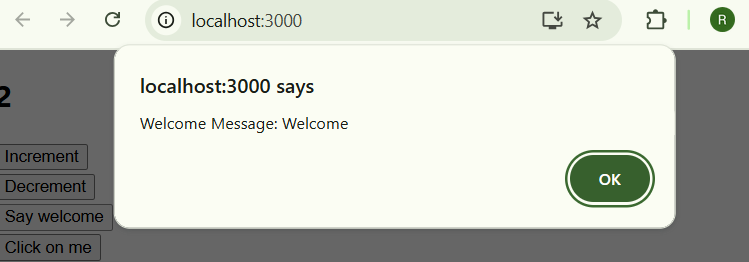 localhost:3000
R
localhost:3000 says
Welcome Message: Welcome
OK
2
Increment
Decrement
Say welcome
Click on me